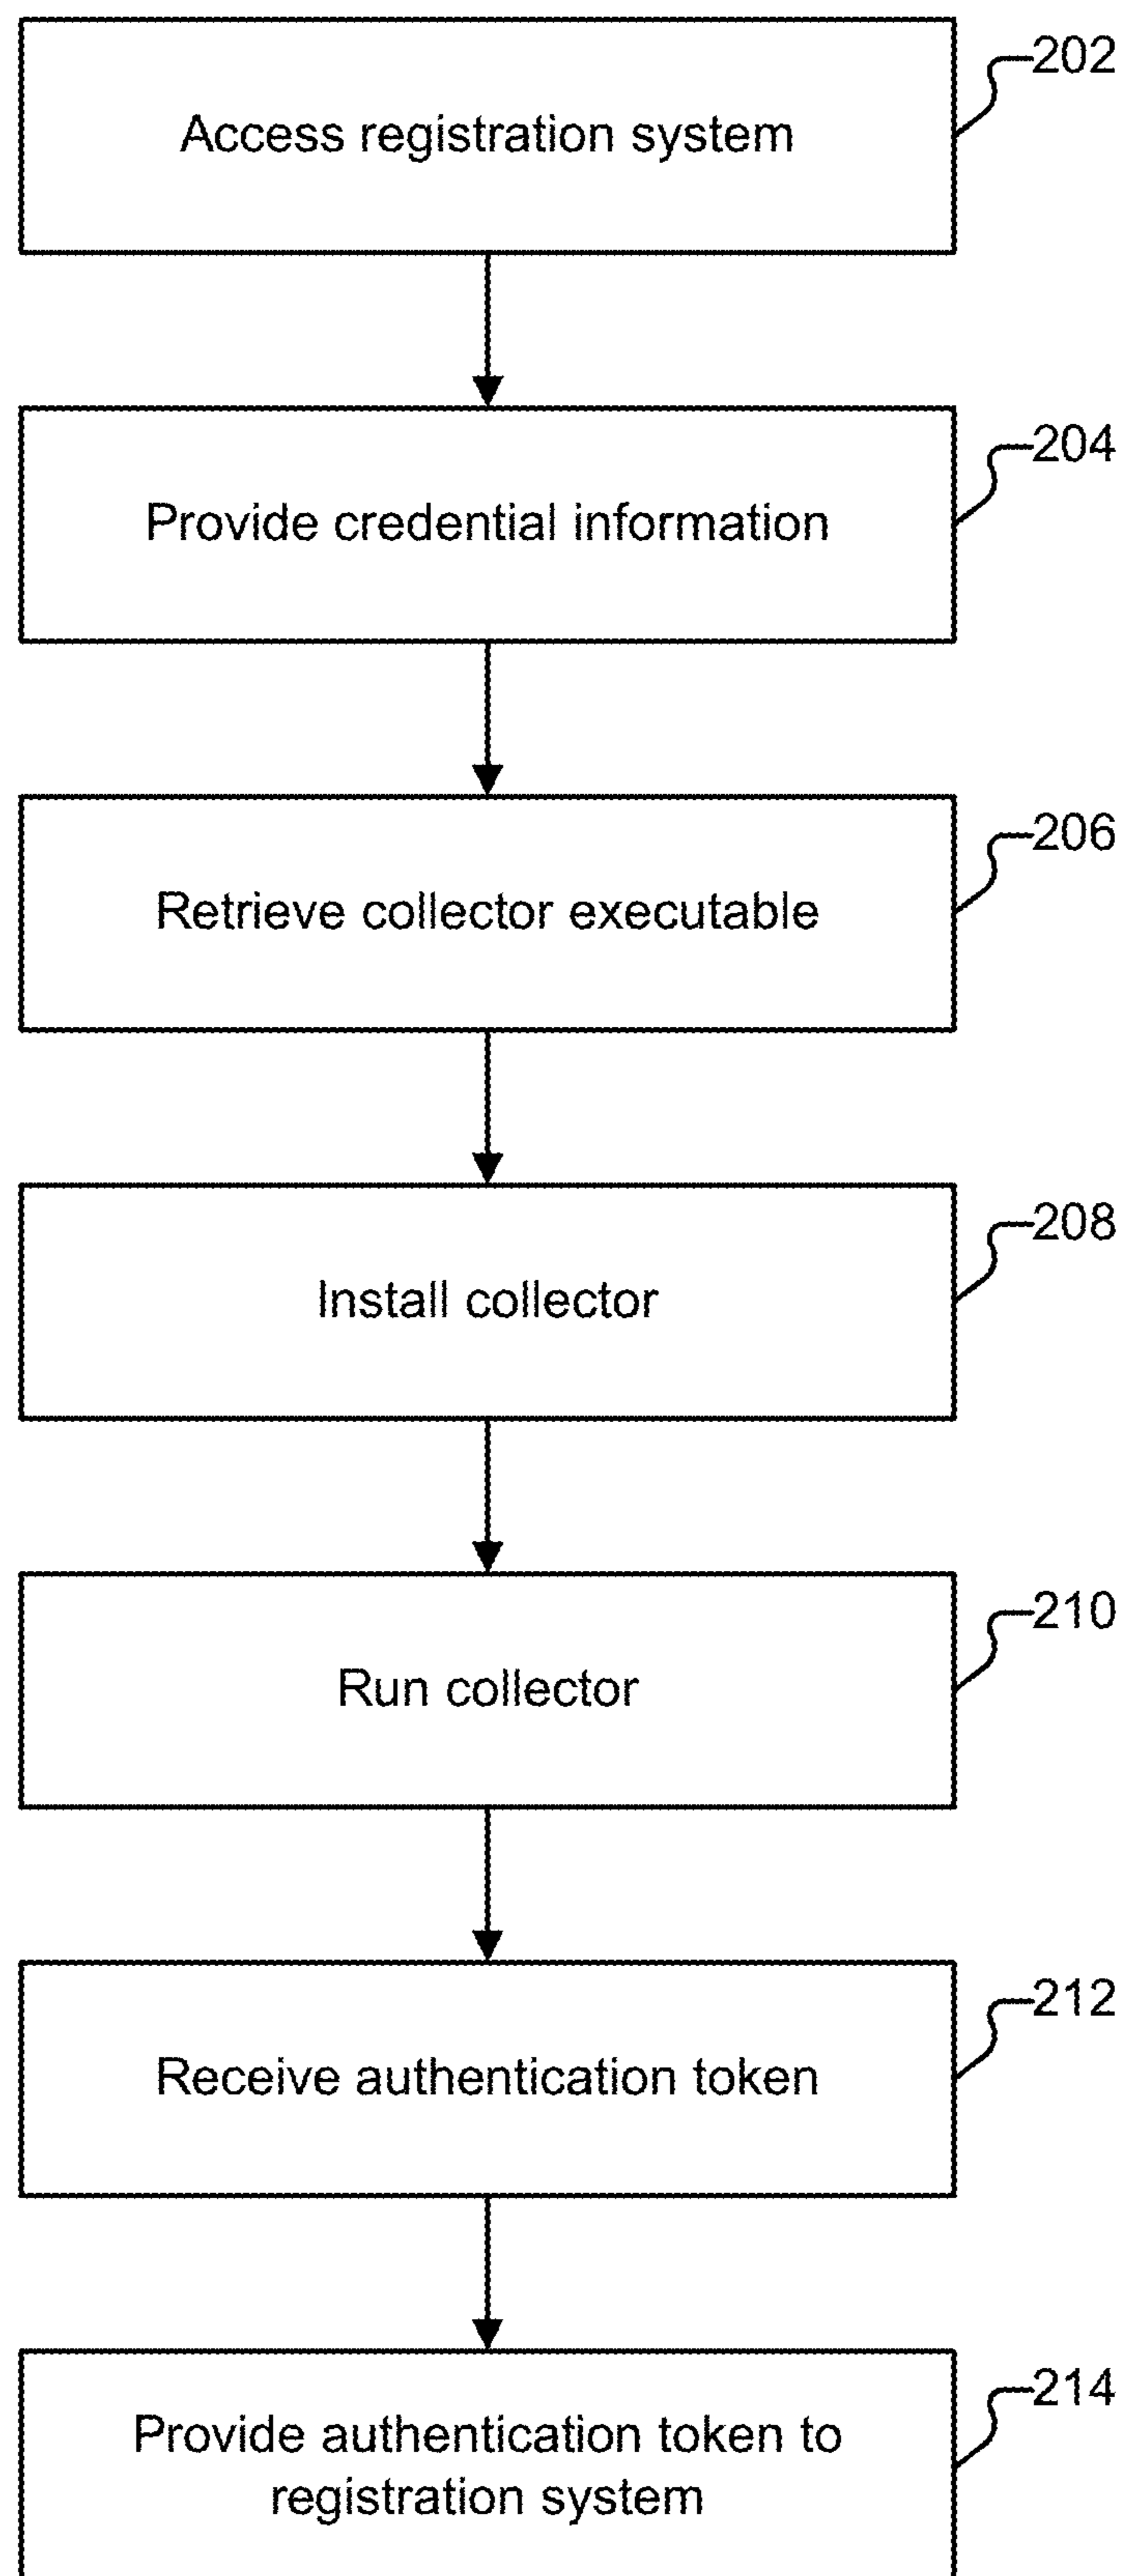 Access registration system
202
Provide credential information
204
Retrieve collector executable
206
Install collector
208
Run collector
210
Receive authentication token
212
Provide authentication token to
registration system
214